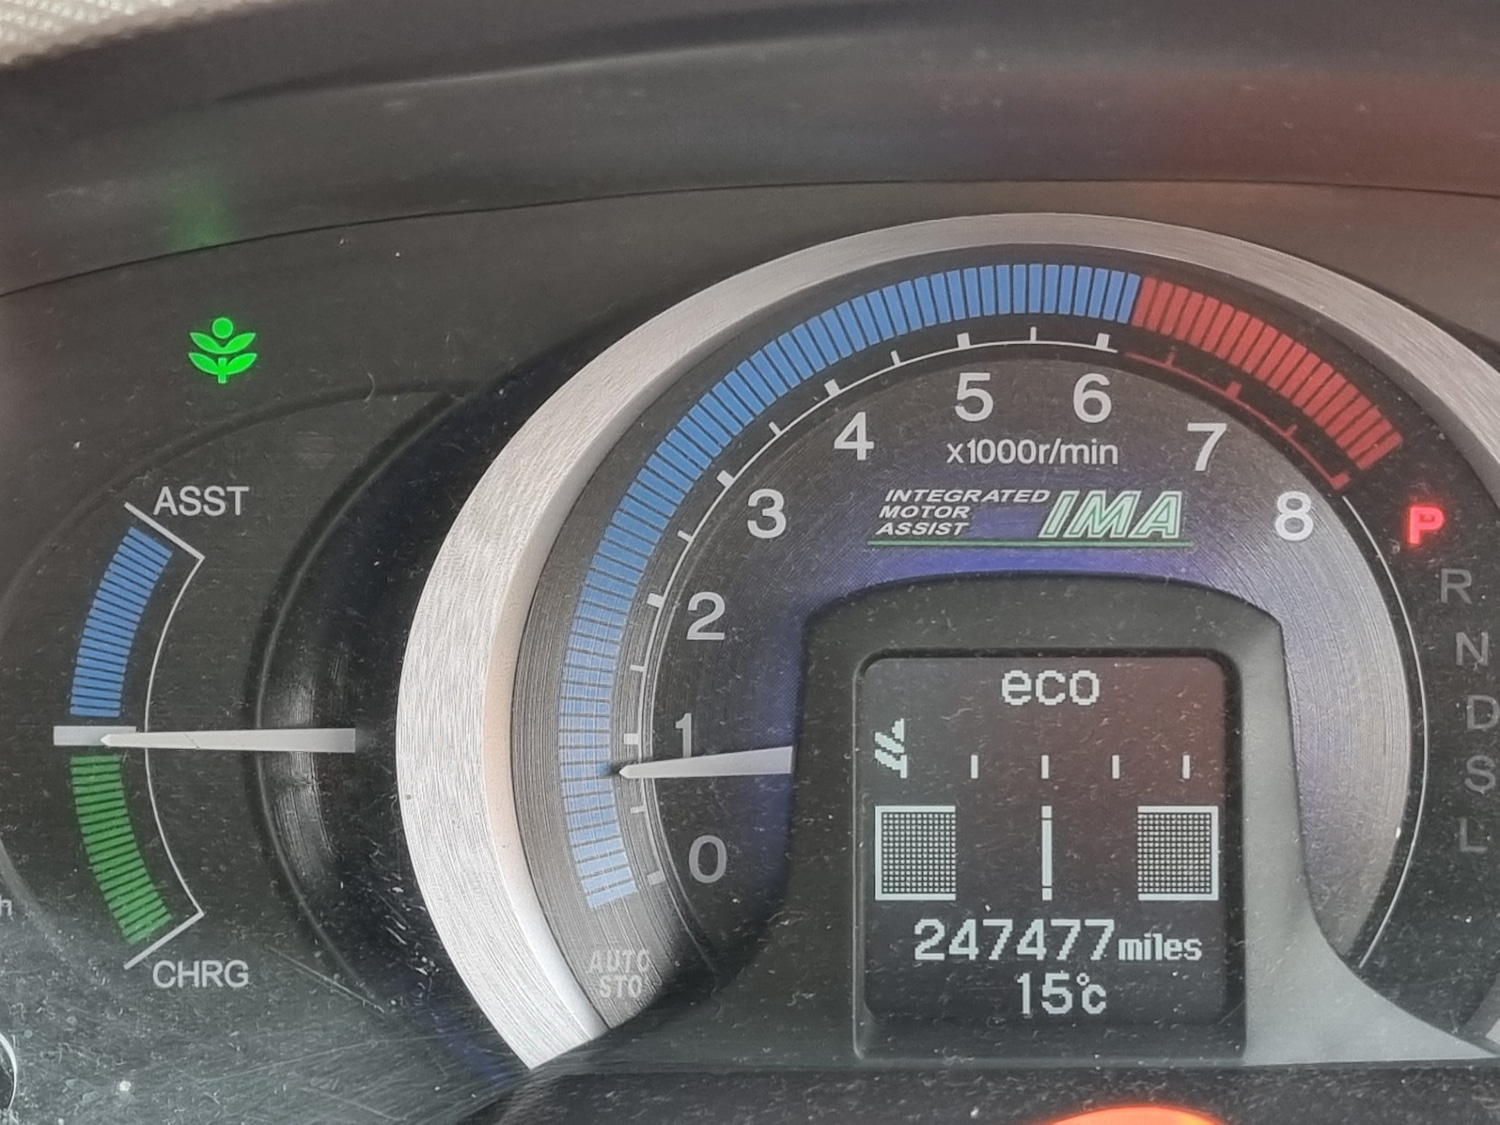 ASST
CHRG
0
1
2
3
4
5
6
7
8
x1000r/min
INTEGRATED
MOTOR
ASSIST
IMA
AUTO
STO
P
R
N
D
S
L
eco
247477miles
15°C
h